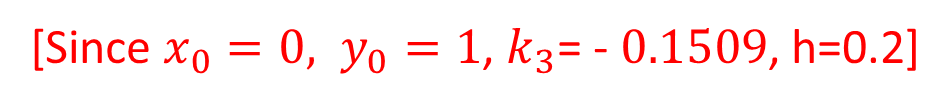 [Since x₀ = 0, y₀ = 1, k₃= - 0.1509, h=0.2]